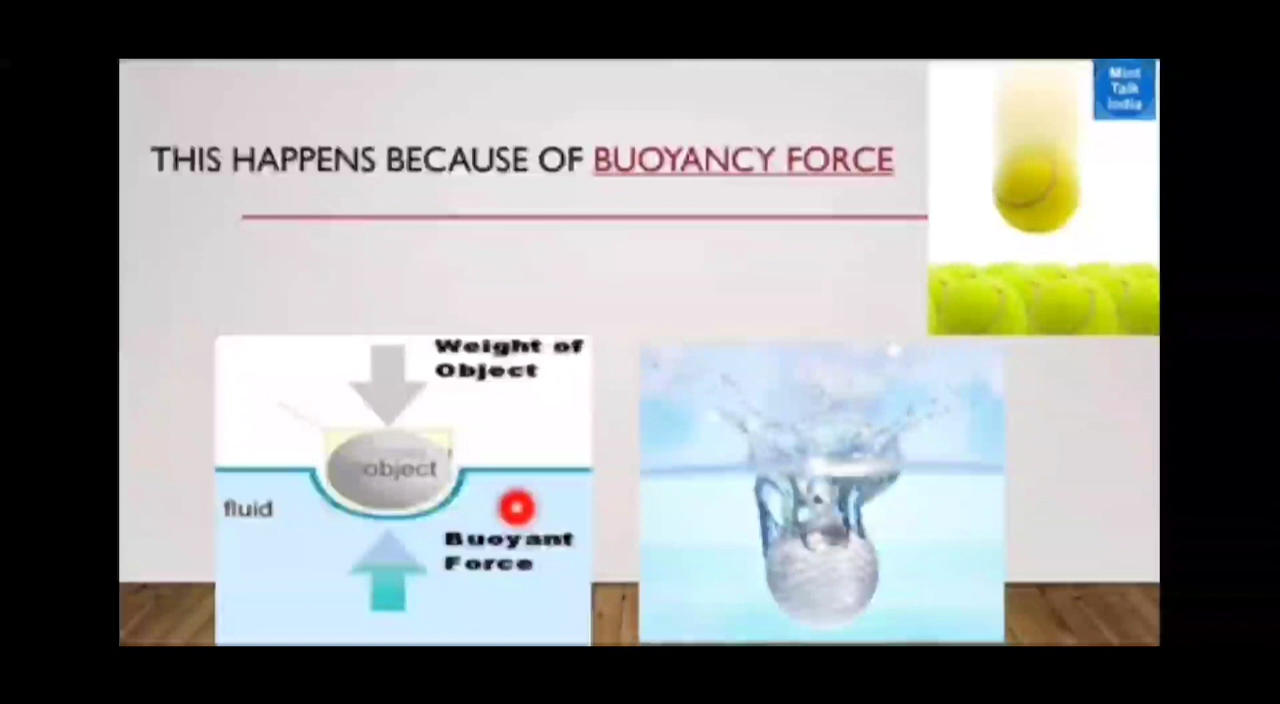 Mint
Talk
India
THIS HAPPENS BECAUSE OF BUOYANCY FORCE
Weight of
Object
object
fluid
Buoyant
Force